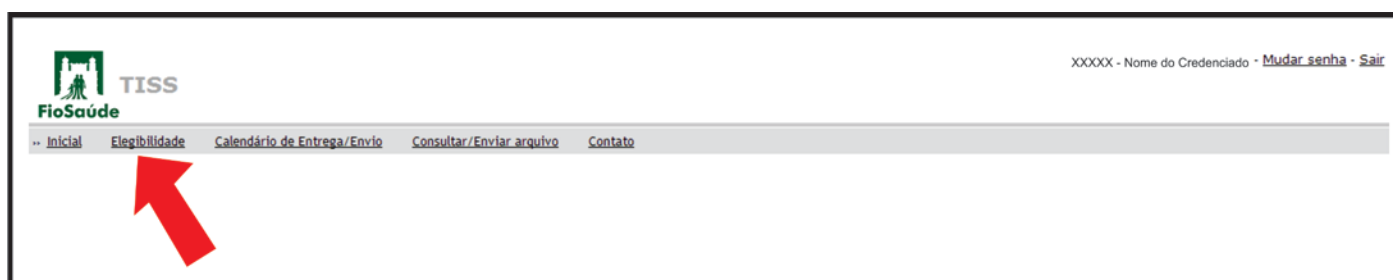 XXXXX - Nome do Credenciado - Mudar senha - Sair
TISS
FioSaúde
» Inicial Elegibilidade Calendário de Entrega/Envio Consultar/Enviar arquivo Contato